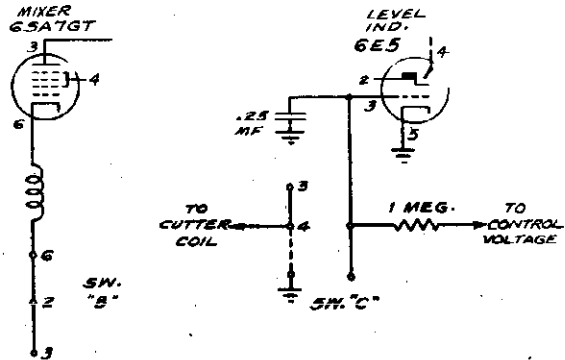 MIXER
6SA7GT
3
4
6
6
SW.
"B"
2
3
LEVEL
IND.
6E5
4
2
3
5
.25
MF
3
TO
CUTTER
COIL
4
1 MEG.
TO
CONTROL
VOLTAGE
SW. "C"